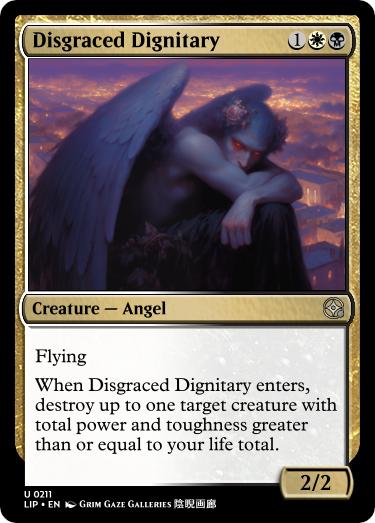 Disgraced Dignitary 1
Creature — Angel
Flying
When Disgraced Dignitary enters,
destroy up to one target creature with
total power and toughness greater
than or equal to your life total.
2/2
U 0211
LIP • EN Grim Gaze Galleries 陰睨画廊